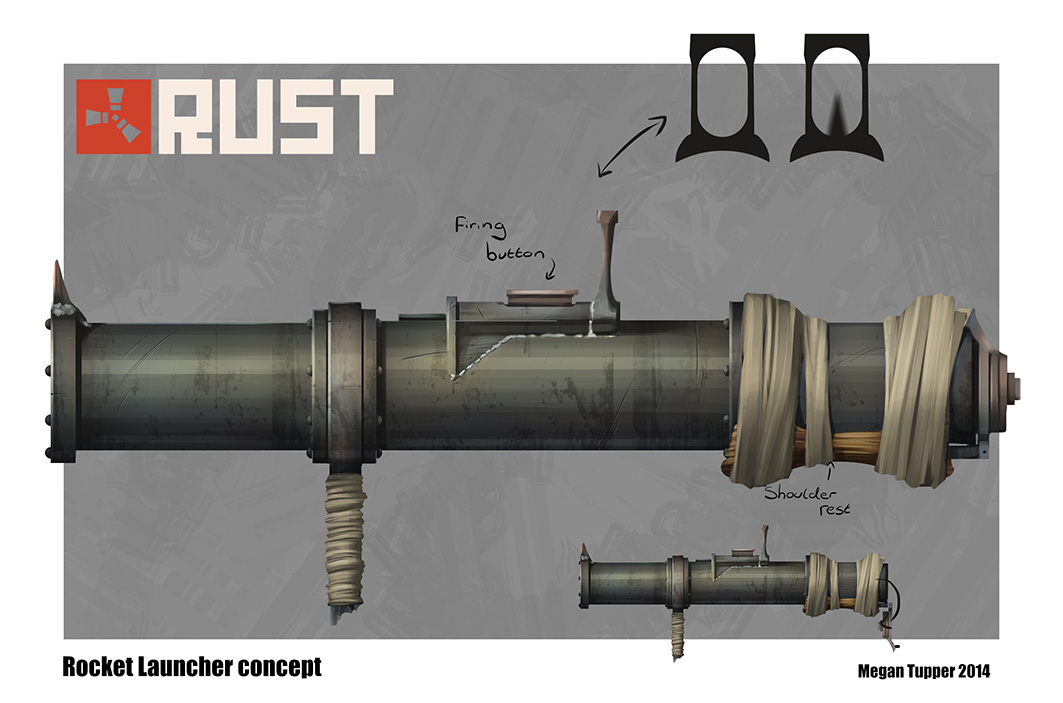 RUST
Firing
button
Shoulder
rest
Rocket Launcher concept
Megan Tupper 2014